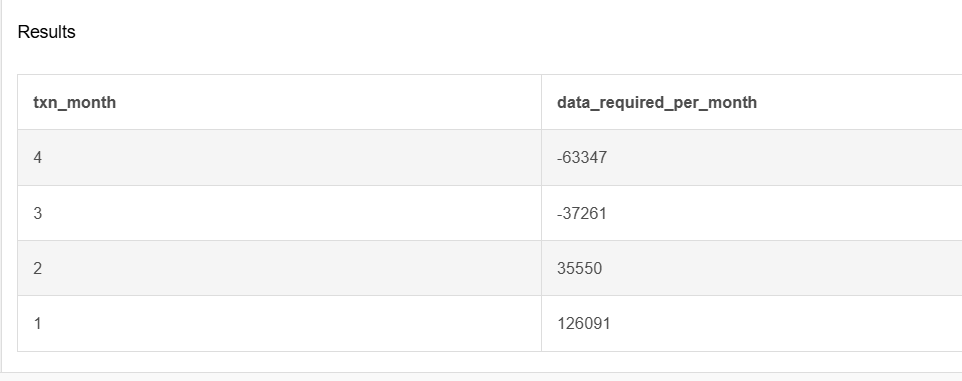 Results
txn_month data_required_per_month
4 -63347
3 -37261
2 35550
1 126091